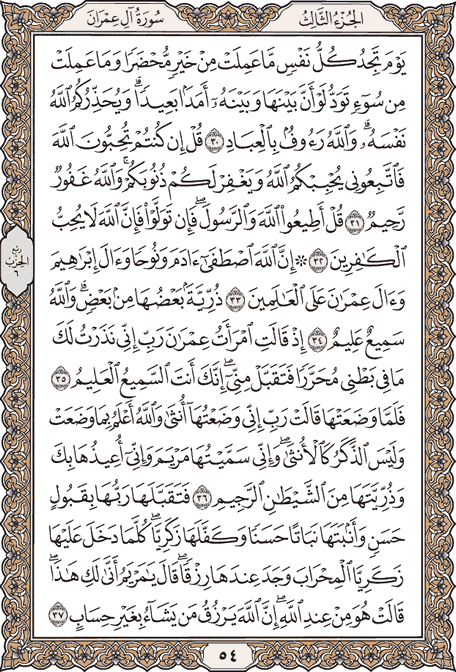 الجزء الثالث
سورة آل عمران
يَوْمَ تَجِدُ كُلُّ نَفْسٍ مَّا عَمِلَتْ مِنْ خَيْرٍ مُّحْضَرًا وَمَا عَمِلَتْ
مِن سُوٓءٍ تَوَدُّ لَوْ أَنَّ بَيْنَهَا وَبَيْنَهُۥٓ أَمَدًۢا بَعِيدًا ۗ وَيُحَذِّرُكُمُ ٱللَّهُ
نَفْسَهُۥ ۗ وَٱللَّهُ رَءُوفٌۢ بِٱلْعِبَادِ ٣٠ قُلْ إِن كُنتُمْ تُحِبُّونَ ٱللَّهَ
فَٱتَّبِعُونِى يُحْبِبْكُمُ ٱللَّهُ وَيَغْفِرْ لَكُمْ ذُنُوبَكُمْ ۗ وَٱللَّهُ غَفُورٌ
رَّحِيمٌ ٣١ قُلْ أَطِيعُوا۟ ٱللَّهَ وَٱلرَّسُولَ ۖ فَإِن تَوَلَّوْا۟ فَإِنَّ ٱللَّهَ لَا يُحِبُّ
ٱلْكَٰفِرِينَ ٣٢ ۞ إِنَّ ٱللَّهَ ٱصْطَفَىٰٓ ءَادَمَ وَنُوحًا وَءَالَ إِبْرَٰهِيمَ
وَءَالَ عِمْرَٰنَ عَلَى ٱلْعَٰلَمِينَ ٣٣ ذُرِّيَّةًۢ بَعْضُهَا مِنۢ بَعْضٍ ۗ وَٱللَّهُ
سَمِيعٌ عَلِيمٌ ٣٤ إِذْ قَالَتِ ٱمْرَأَتُ عِمْرَٰنَ رَبِّ إِنِّى نَذَرْتُ لَكَ
مَا فِى بَطْنِى مُحَرَّرًا فَتَقَبَّلْ مِنِّىٓ ۖ إِنَّكَ أَنتَ ٱلسَّمِيعُ ٱلْعَلِيمُ ٣٥
فَلَمَّا وَضَعَتْهَا قَالَتْ رَبِّ إِنِّى وَضَعْتُهَآ أُنثَىٰ وَٱللَّهُ أَعْلَمُ بِمَا وَضَعَتْ
وَلَيْسَ ٱلذَّكَرُ كَٱلْأُنثَىٰ ۖ وَإِنِّى سَمَّيْتُهَا مَرْيَمَ وَإِنِّىٓ أُعِيذُهَا بِكَ
وَذُرِّيَّتَهَا مِنَ ٱلشَّيْطَٰنِ ٱلرَّجِيمِ ٣٦ فَتَقَبَّلَهَا رَبُّهَا بِقَبُولٍ
حَسَنٍ وَأَنۢبَتَهَا نَبَاتًا حَسَنًا وَكَفَّلَهَا زَكَرِيَّا ۖ كُلَّمَا دَخَلَ عَلَيْهَا
زَكَرِيَّا ٱلْمِحْرَابَ وَجَدَ عِندَهَا رِزْقًا ۖ قَالَ يَٰمَرْيَمُ أَنَّىٰ لَكِ هَٰذَا ۖ
قَالَتْ هُوَ مِنْ عِندِ ٱللَّهِ ۖ إِنَّ ٱللَّهَ يَرْزُقُ مَن يَشَآءُ بِغَيْرِ حِسَابٍ ٣٧
ربع
الحزب
٦
٥٤